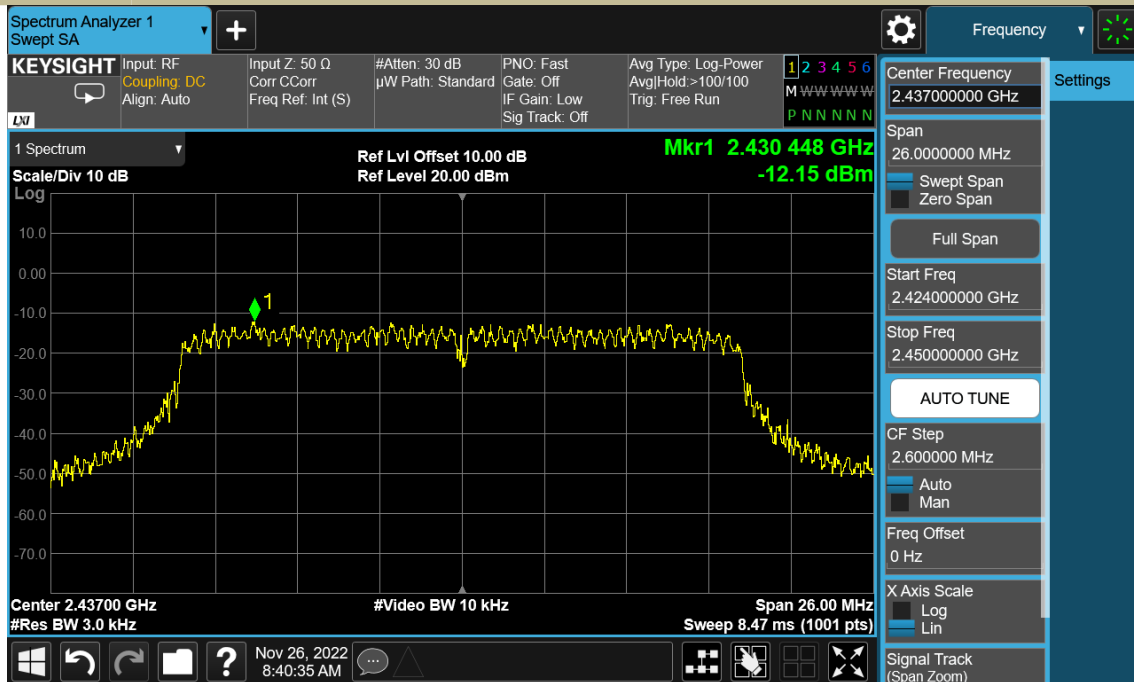 Spectrum Analyzer 1
Swept SA
+
Frequency
KEYSIGHT
LXI
Input: RF
Coupling: DC
Align: Auto
Input Z: 50 Ω
Corr CCorr
Freq Ref: Int (S)
#Atten: 30 dB
µW Path: Standard
PNO: Fast
Gate: Off
IF Gain: Low
Sig Track: Off
Avg Type: Log-Power
Avg|Hold:>100/100
Trig: Free Run
1 2 3 4 5 6
M W W W W W
P N N N N N
1 Spectrum
Scale/Div 10 dB
Log
Ref Lvl Offset 10.00 dB
Ref Level 20.00 dBm
Mkr1 2.430 448 GHz
-12.15 dBm
10.0
0.00
-10.0
-20.0
-30.0
-40.0
-50.0
-60.0
-70.0
1
Center 2.43700 GHz
#Res BW 3.0 kHz
#Video BW 10 kHz
Span 26.00 MHz
Sweep 8.47 ms (1001 pts)
Center Frequency
2.437000000 GHz
Span
26.0000000 MHz
Swept Span
Zero Span
Full Span
Start Freq
2.424000000 GHz
Stop Freq
2.450000000 GHz
AUTO TUNE
CF Step
2.600000 MHz
Auto
Man
Freq Offset
0 Hz
X Axis Scale
Log
Lin
Signal Track
(Span Zoom)
Settings
?
Nov 26, 2022
8:40:35 AM